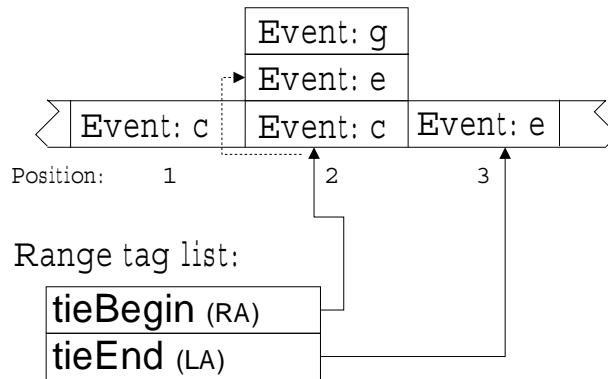 Event: g
Event: e
Event: c Event: c Event: e
Position: 1 2 3
Range tag list:
tieBegin (RA)
tieEnd (LA)